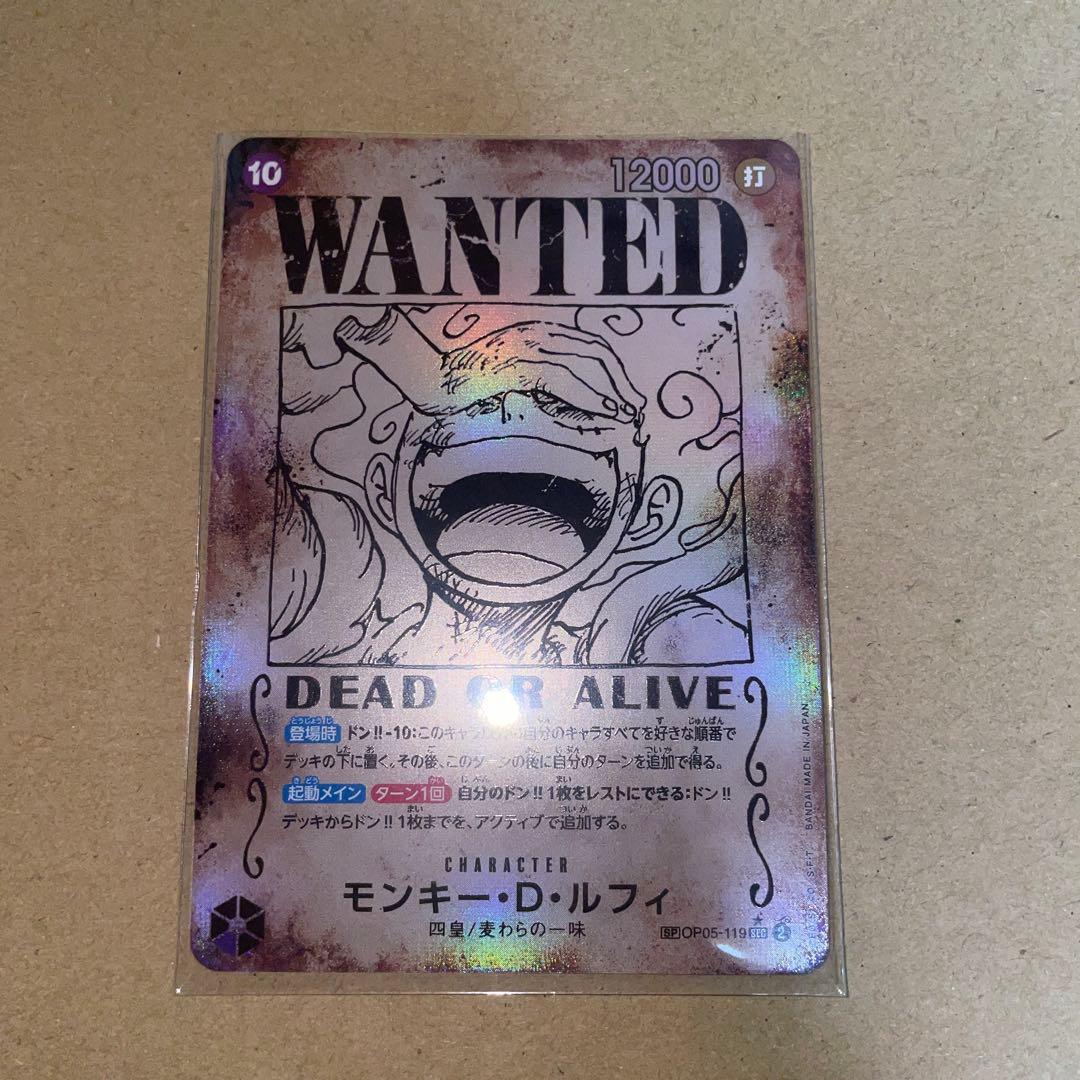 10 12000 打
WANTED
DEAD OR ALIVE
登場時 ドン!!-10:このキャラ以外の自分のキャラすべてを好きな順番で
デッキの下に置く。その後、このターンの後に自分のターンを追加で得る。
起動メイン ターン1回 自分のドン!!1枚をレストにできる:ドン!!
デッキからドン!!1枚までを、アクティブで追加する。
CHARACTER
モンキー・D・ルフィ
四皇/麦わらの一味
SP OP05-119 SEC 2
BANDAI MADE IN JAPAN